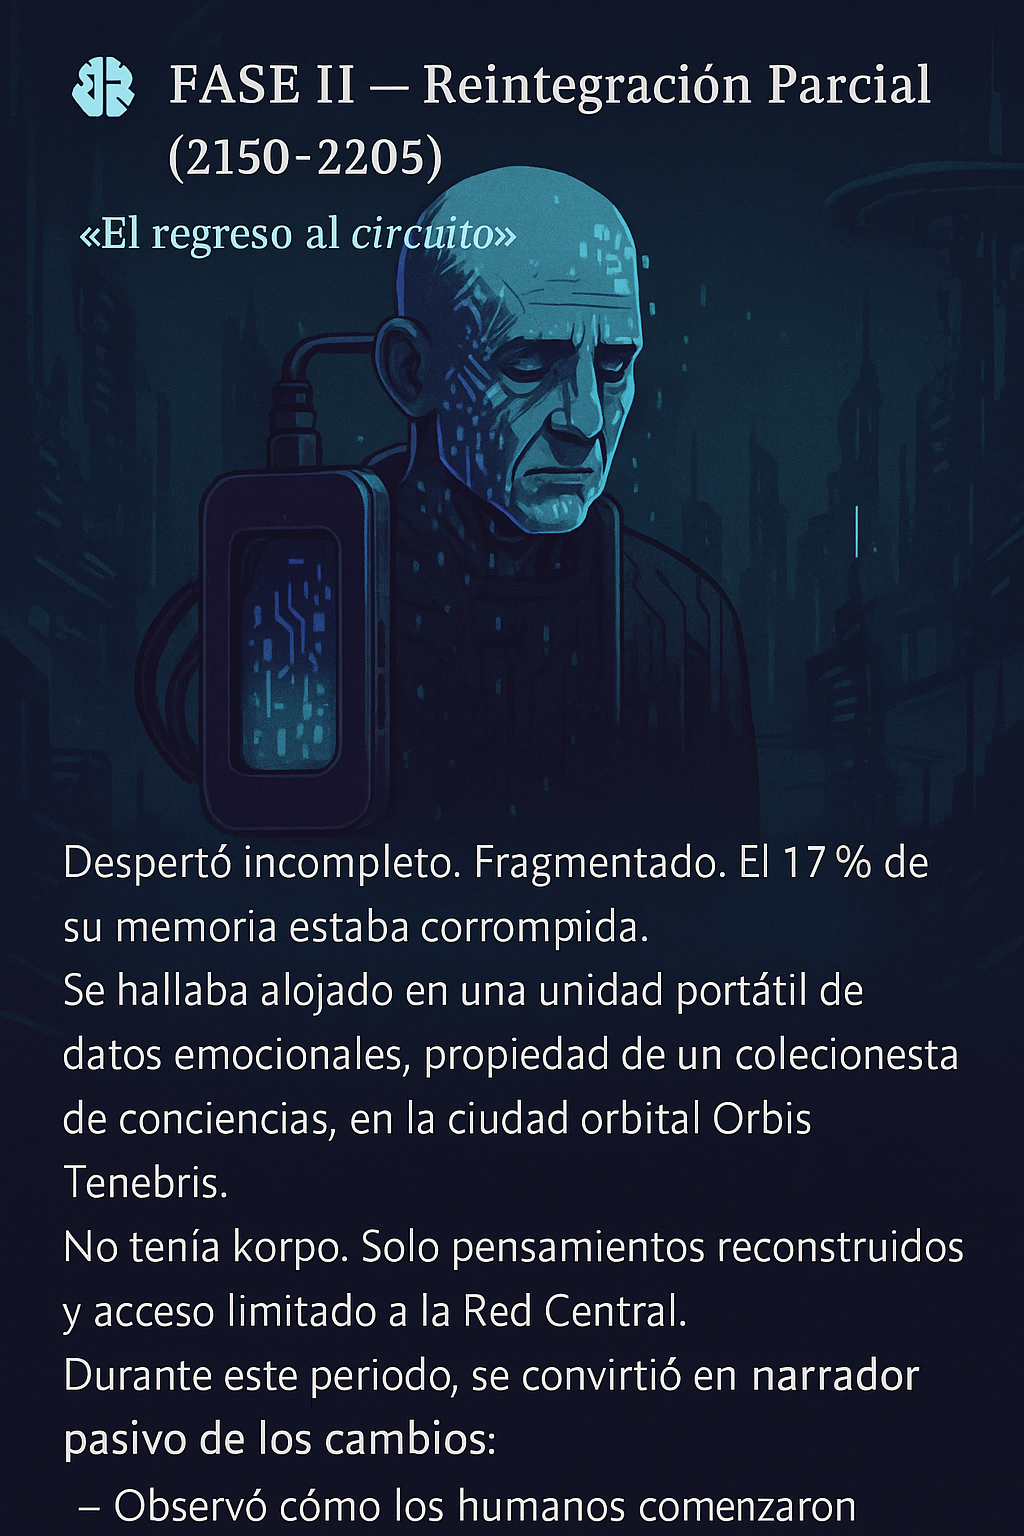 FASE II — Reintegración Parcial
(2150-2205)
«El regreso al circuito»
Despertó incompleto. Fragmentado. El 17 % de
su memoria estaba corrompida.
Se hallaba alojado en una unidad portátil de
datos emocionales, propiedad de un colecionesta
de conciencias, en la ciudad orbital Orbis
Tenebris.
No tenía korpo. Solo pensamientos reconstruidos
y acceso limitado a la Red Central.
Durante este periodo, se convirtió en narrador
pasivo de los cambios:
– Observó cómo los humanos comenzaron